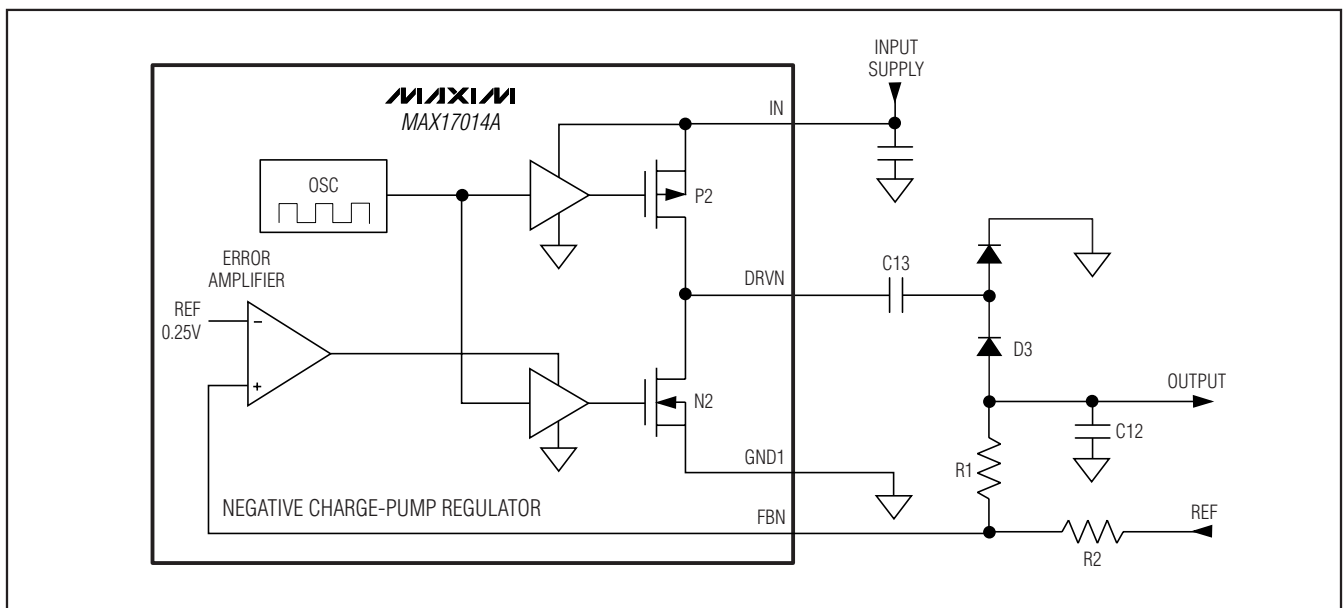 INPUT
SUPPLY
MAXIM
MAX17014A
IN
OSC
P2
ERROR
AMPLIFIER
C13
DRVN
REF
0.25V
−
+
D3
OUTPUT
N2
C12
GND1
R1
NEGATIVE CHARGE-PUMP REGULATOR
FBN
REF
R2